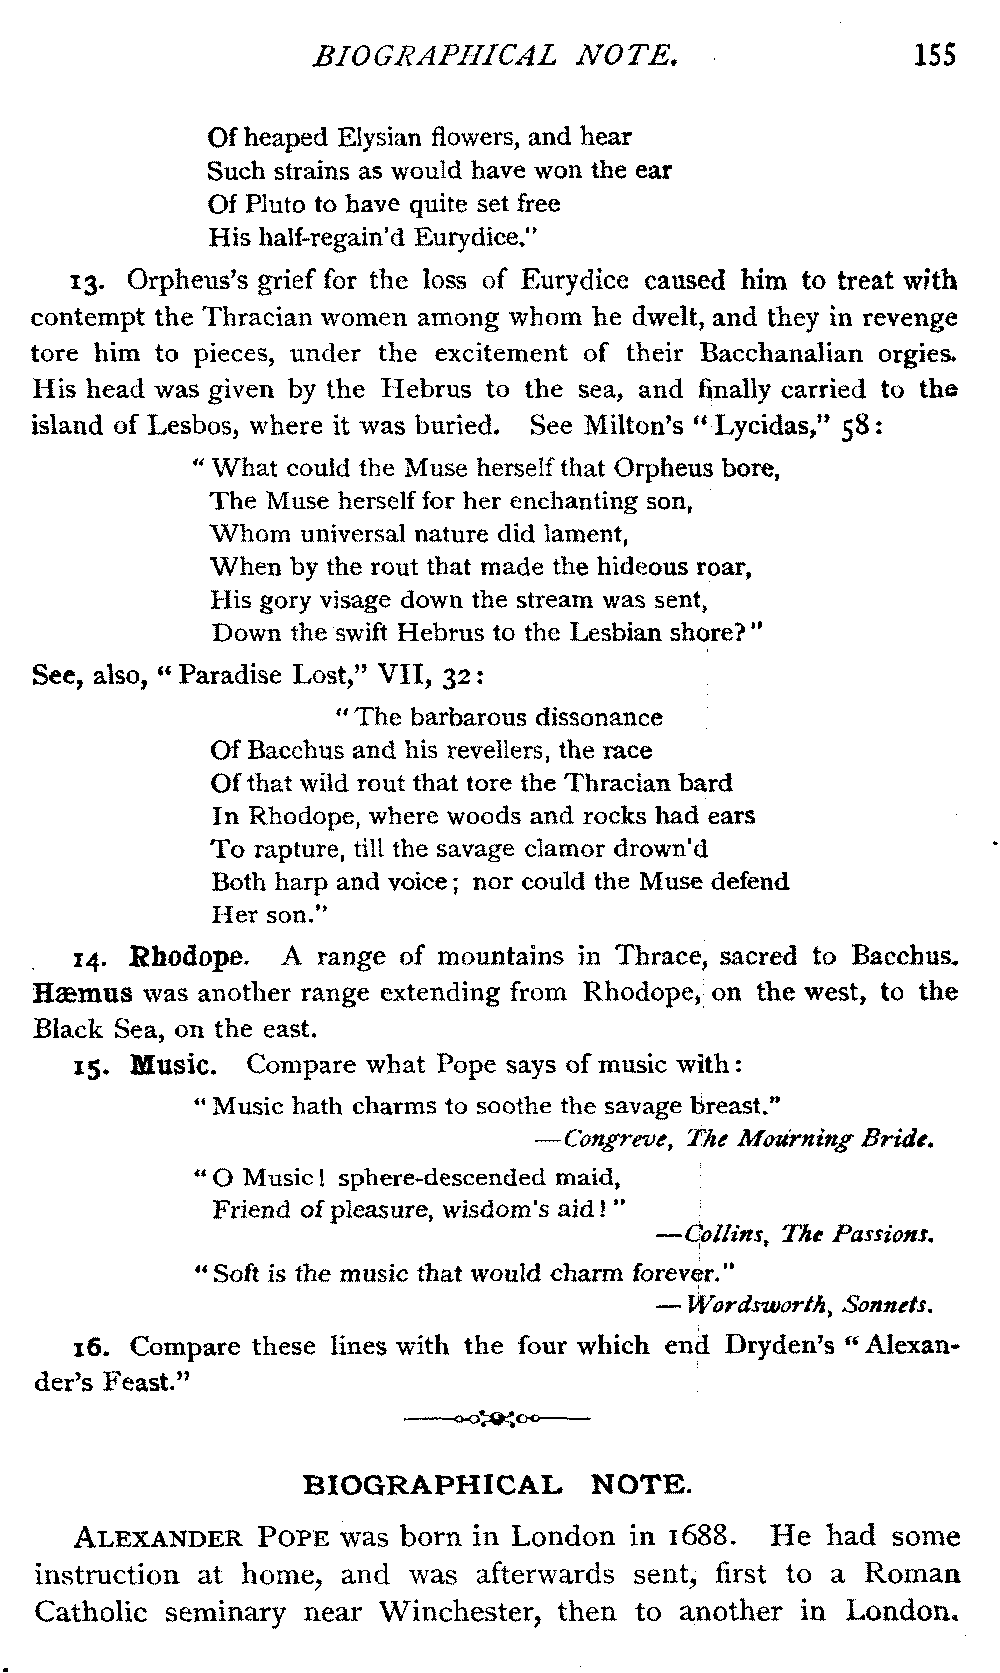 BIOGRAPHICAL NOTE. 155
Of heaped Elysian flowers, and hear
Such strains as would have won the ear
Of Pluto to have quite set free
His half-regain'd Eurydice."
13. Orpheus's grief for the loss of Eurydice caused him to treat with
contempt the Thracian women among whom he dwelt, and they in revenge
tore him to pieces, under the excitement of their Bacchanalian orgies.
His head was given by the Hebrus to the sea, and finally carried to the
island of Lesbos, where it was buried. See Milton's "Lycidas," 58:
"What could the Muse herself that Orpheus bore,
The Muse herself for her enchanting son,
Whom universal nature did lament,
When by the rout that made the hideous roar,
His gory visage down the stream was sent,
Down the swift Hebrus to the Lesbian shore?"
See, also, "Paradise Lost," VII, 32:
"The barbarous dissonance
Of Bacchus and his revellers, the race
Of that wild rout that tore the Thracian bard
In Rhodope, where woods and rocks had ears
To rapture, till the savage clamor drown'd
Both harp and voice; nor could the Muse defend
Her son."
14. Rhodope. A range of mountains in Thrace, sacred to Bacchus.
Hæmus was another range extending from Rhodope, on the west, to the
Black Sea, on the east.
15. Music. Compare what Pope says of music with:
"Music hath charms to soothe the savage breast."
—Congreve, The Mourning Bride.
"O Music! sphere-descended maid,
Friend of pleasure, wisdom's aid!"
—Collins, The Passions.
"Soft is the music that would charm forever."
—Wordsworth, Sonnets.
16. Compare these lines with the four which end Dryden's "Alexan-
der's Feast."
BIOGRAPHICAL NOTE.
ALEXANDER POPE was born in London in 1688. He had some
instruction at home, and was afterwards sent, first to a Roman
Catholic seminary near Winchester, then to another in London.